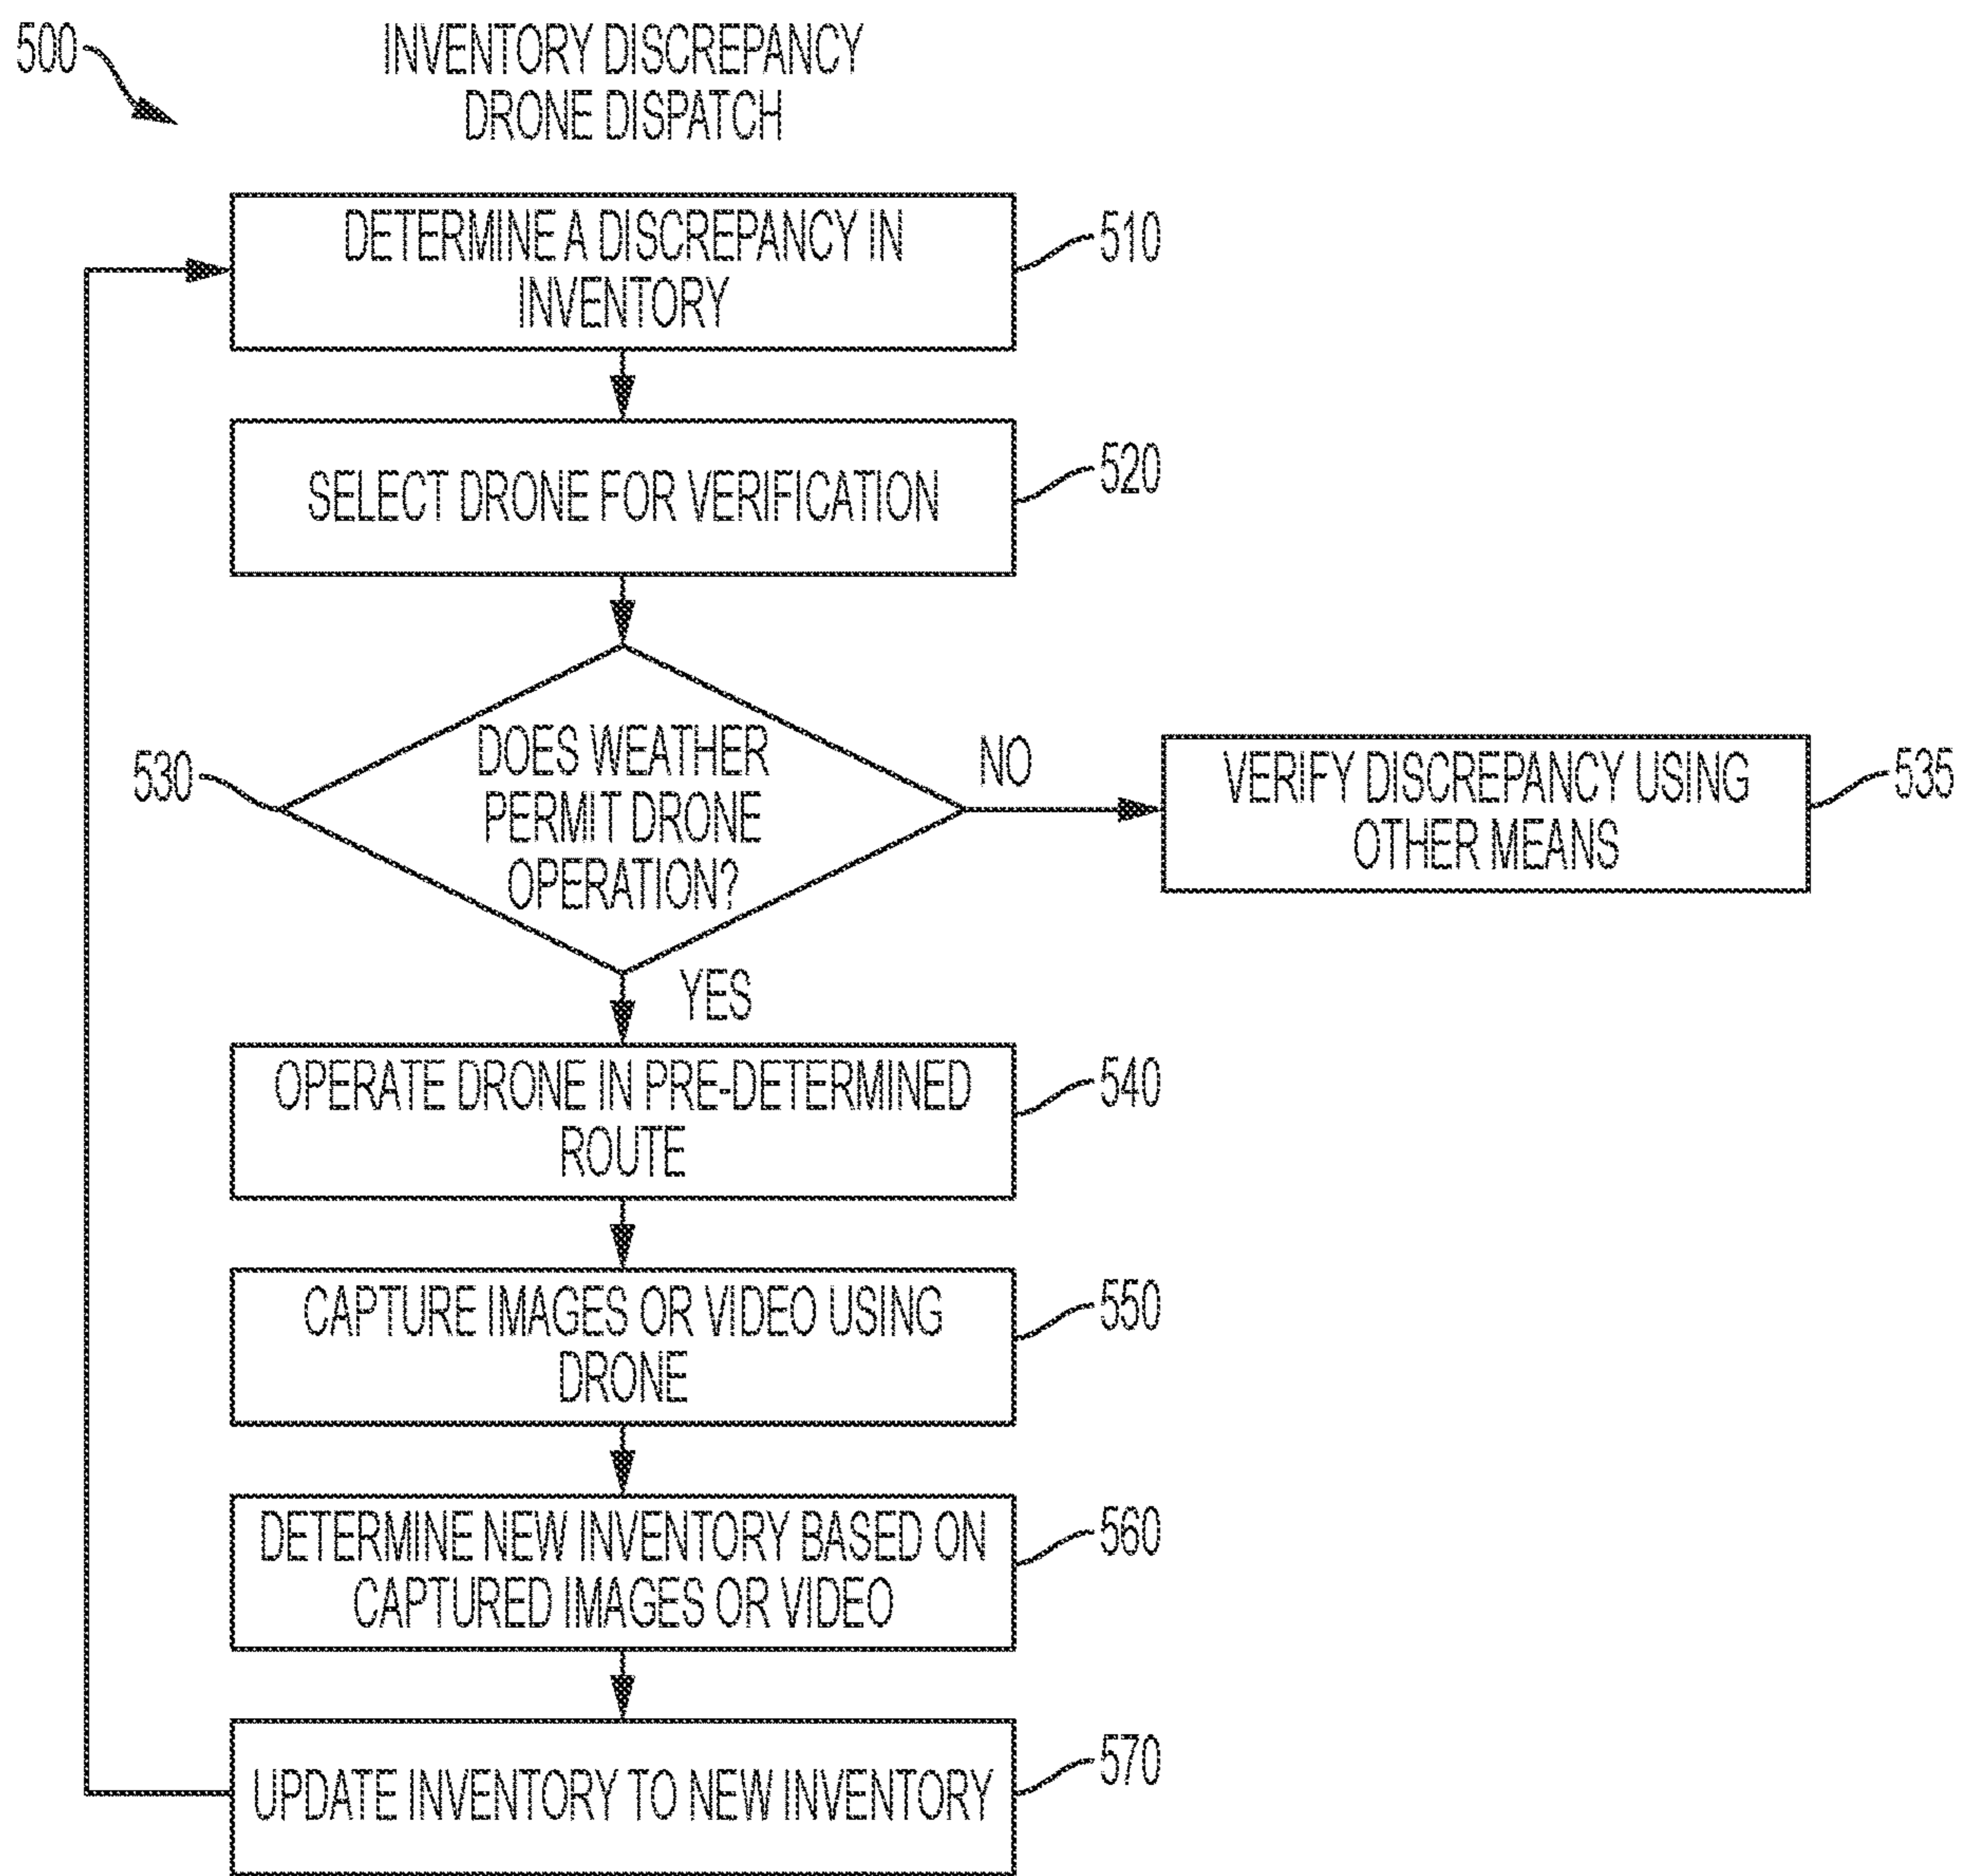 500
INVENTORY DISCREPANCY
DRONE DISPATCH
DETERMINE A DISCREPANCY IN
INVENTORY
510
SELECT DRONE FOR VERIFICATION
520
DOES WEATHER
PERMIT DRONE
OPERATION?
530
NO
VERIFY DISCREPANCY USING
OTHER MEANS
535
YES
OPERATE DRONE IN PRE-DETERMINED
ROUTE
540
CAPTURE IMAGES OR VIDEO USING
DRONE
550
DETERMINE NEW INVENTORY BASED ON
CAPTURED IMAGES OR VIDEO
560
UPDATE INVENTORY TO NEW INVENTORY
570